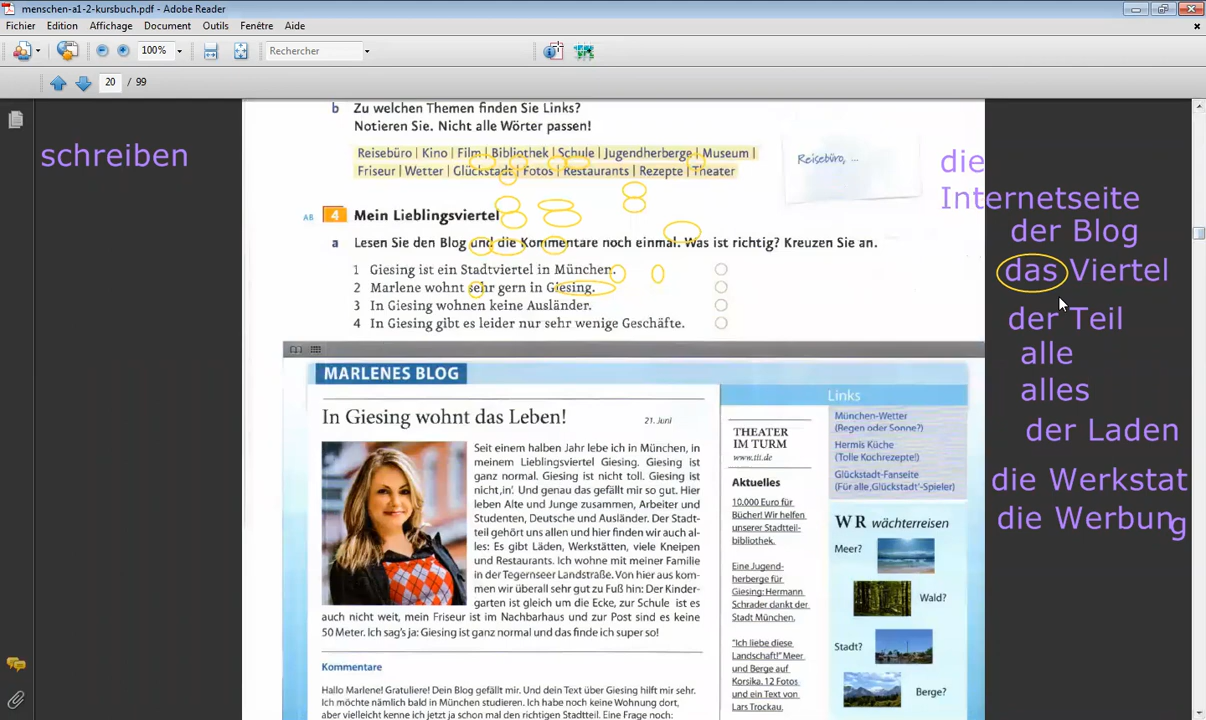 menschen-a1-2-kursbuch.pdf - Adobe Reader
Fichier Edition Affichage Document Outils Fenêtre Aide
100% Rechercher
20 / 99
b Zu welchen Themen finden Sie Links?
Notieren Sie. Nicht alle Wörter passen!
Reisebüro | Kino | Film | Bibliothek | Schule | Jugendherberge | Museum |
Friseur | Wetter | Glückstadt | Fotos | Restaurants | Rezepte | Theater
Reisebüro, ...
AB 4 Mein Lieblingsviertel
a Lesen Sie den Blog und die Kommentare noch einmal. Was ist richtig? Kreuzen Sie an.
1 Giesing ist ein Stadtviertel in München.
2 Marlene wohnt sehr gern in Giesing.
3 In Giesing wohnen keine Ausländer.
4 In Giesing gibt es leider nur sehr wenige Geschäfte.
MARLENES BLOG
In Giesing wohnt das Leben! 21. Juni
Seit einem halben Jahr lebe ich in München, in
meinem Lieblingsviertel Giesing. Giesing ist
ganz normal. Giesing ist nicht toll. Giesing ist
nicht ‚in'. Und genau das gefällt mir so gut. Hier
leben Alte und Junge zusammen, Arbeiter und
Studenten, Deutsche und Ausländer. Der Stadt-
teil gehört uns allen und hier finden wir auch al-
les: Es gibt Läden, Werkstätten, viele Kneipen
und Restaurants. Ich wohne mit meiner Familie
in der Tegernseer Landstraße. Von hier aus kom-
men wir überall sehr gut zu Fuß hin: Der Kinder-
garten ist gleich um die Ecke, zur Schule ist es
auch nicht weit, mein Friseur ist im Nachbarhaus und zur Post sind es keine
50 Meter. Ich sag's ja: Giesing ist ganz normal und das finde ich super so!
Kommentare
Hallo Marlene! Gratuliere! Dein Blog gefällt mir. Und dein Text über Giesing hilft mir sehr.
Ich möchte nämlich bald in München studieren. Ich habe noch keine Wohnung dort,
aber vielleicht kenne ich jetzt ja schon mal den richtigen Stadtteil. Eine Frage noch:
THEATER
IM TURM
www.tit.de
Aktuelles
10.000 Euro für
Bücher! Wir helfen
unserer Stadtteil-
bibliothek.
Eine Jugend-
herberge für
Giesing: Hermann
Schrader dankt der
Stadt München.
"Ich liebe diese
Landschaft!" Meer
und Berge auf
Korsika. 12 Fotos
und ein Text von
Lars Trockau.
Links
München-Wetter
(Regen oder Sonne?)
Hermis Küche
(Tolle Kochrezepte!)
Glückstadt-Fanseite
(Für alle ‚Glückstadt'-Spieler)
WR wächterreisen
Meer?
Wald?
Stadt?
Berge?
schreiben
die
Internetseite
der Blog
das Viertel
der Teil
alle
alles
der Laden
die Werkstat
die Werbung